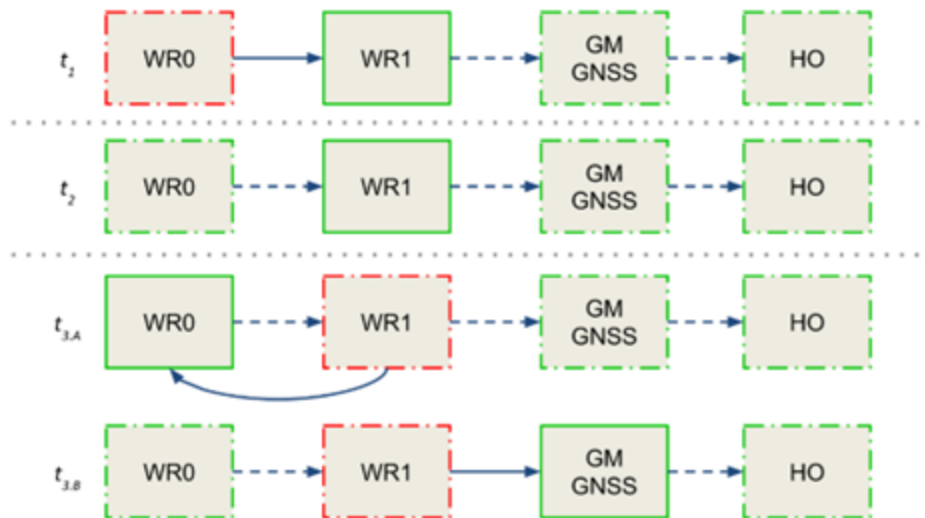 t1 WR0 WR1 GM GNSS HO
t2 WR0 WR1 GM GNSS HO
t3.A WR0 WR1 GM GNSS HO
t3.B WR0 WR1 GM GNSS HO